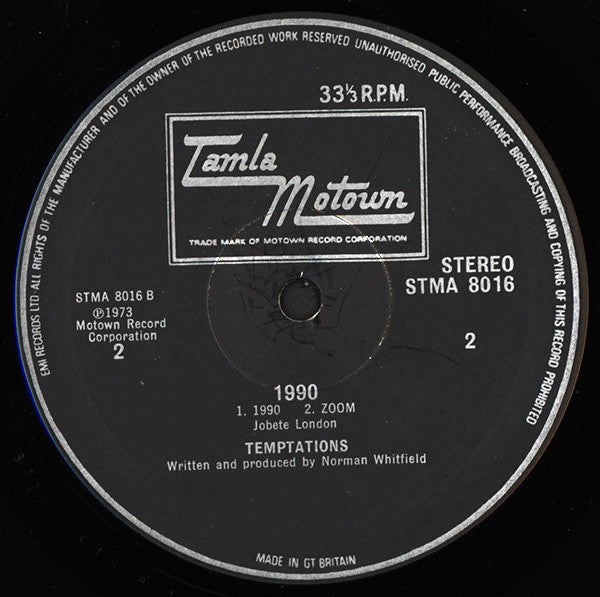 EMI RECORDS LTD ALL RIGHTS OF THE MANUFACTURER AND OF THE OWNER OF THE RECORDED WORK RESERVED UNAUTHORISED PUBLIC PERFORMANCE BROADCASTING AND COPYING OF THIS RECORD PROHIBITED
33⅓ R.P.M.
Tamla
Motown
TRADE MARK OF MOTOWN RECORD CORPORATION
STEREO
STMA 8016
STMA 8016 B
℗1973
Motown Record
Corporation
2
2
1990
1. 1990 2. ZOOM
Jobete London
TEMPTATIONS
Written and produced by Norman Whitfield
MADE IN GT BRITAIN